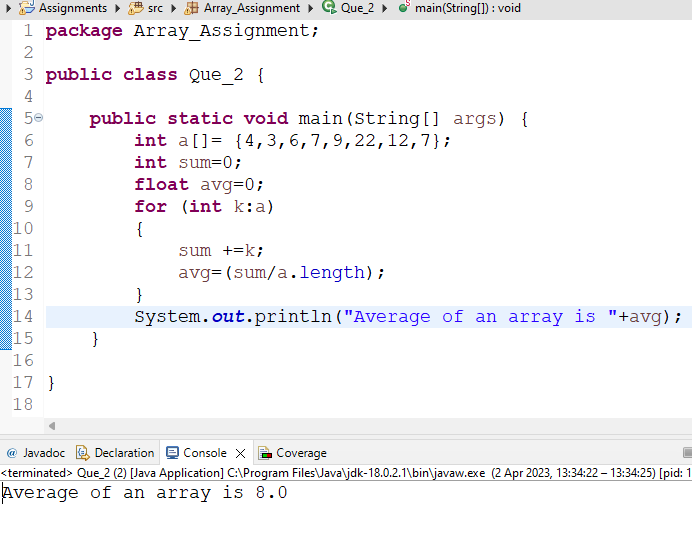 Assignments src Array_Assignment Que_2 main(String[]) : void
1 package Array_Assignment;
2
3 public class Que_2 {
4
5 public static void main(String[] args) {
6 int a[]= {4,3,6,7,9,22,12,7};
7 int sum=0;
8 float avg=0;
9 for (int k:a)
10 {
11 sum +=k;
12 avg=(sum/a.length);
13 }
14 System.out.println("Average of an array is "+avg);
15 }
16
17 }
18
@ Javadoc Declaration Console Coverage
<terminated> Que_2 (2) [Java Application] C:\Program Files\Java\jdk-18.0.2.1\bin\javaw.exe (2 Apr 2023, 13:34:22 – 13:34:25) [pid: 1
Average of an array is 8.0